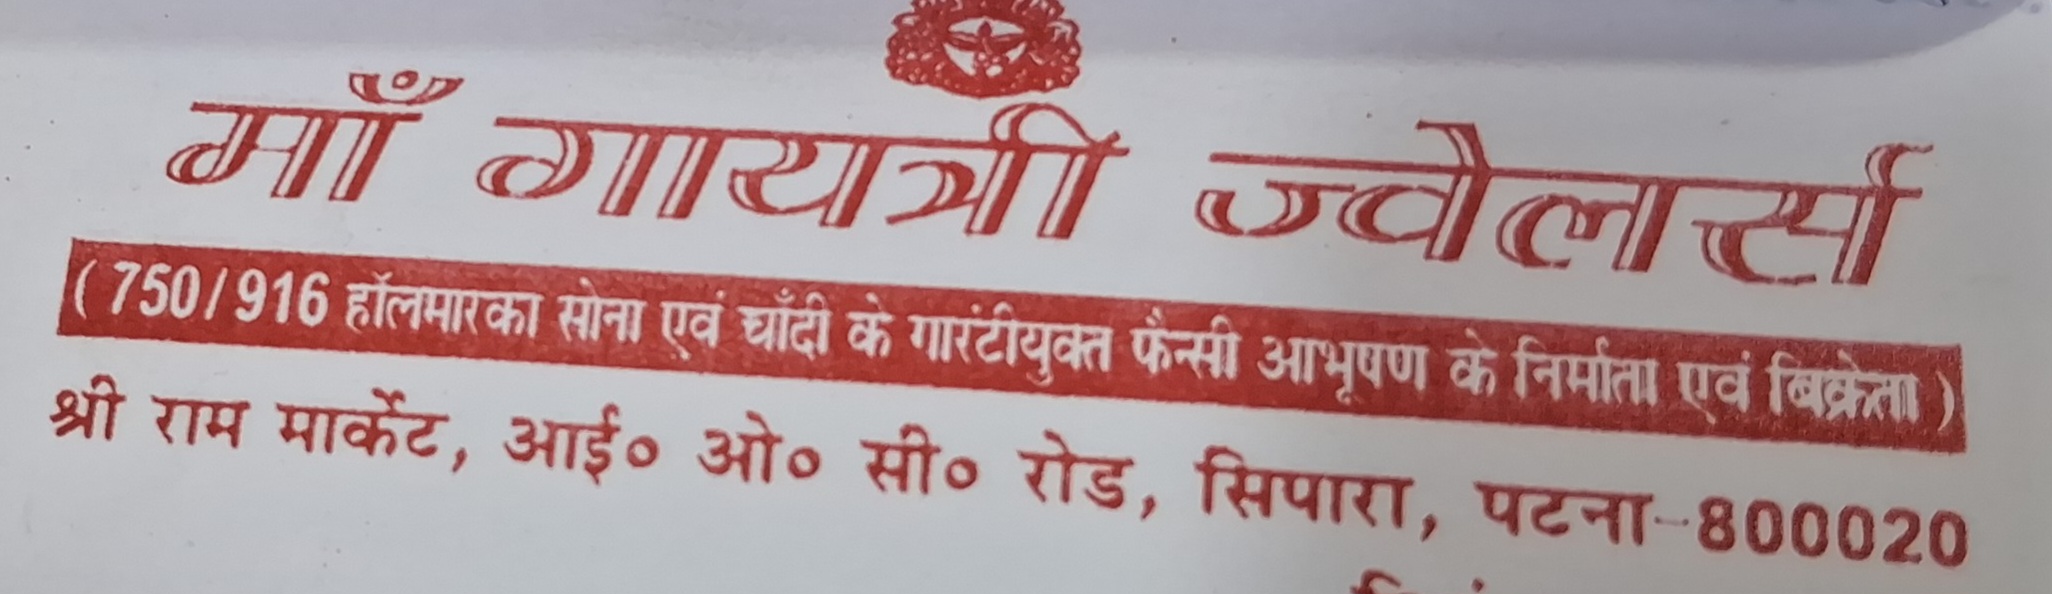 माँ गायत्री ज्वेलर्स
( 750/916 हॉलमारका सोना एवं चाँदी के गारंटीयुक्त फैन्सी आभूषण के निर्माता एवं बिक्रेता )
श्री राम मार्केट, आई० ओ० सी० रोड, सिपारा, पटना-800020